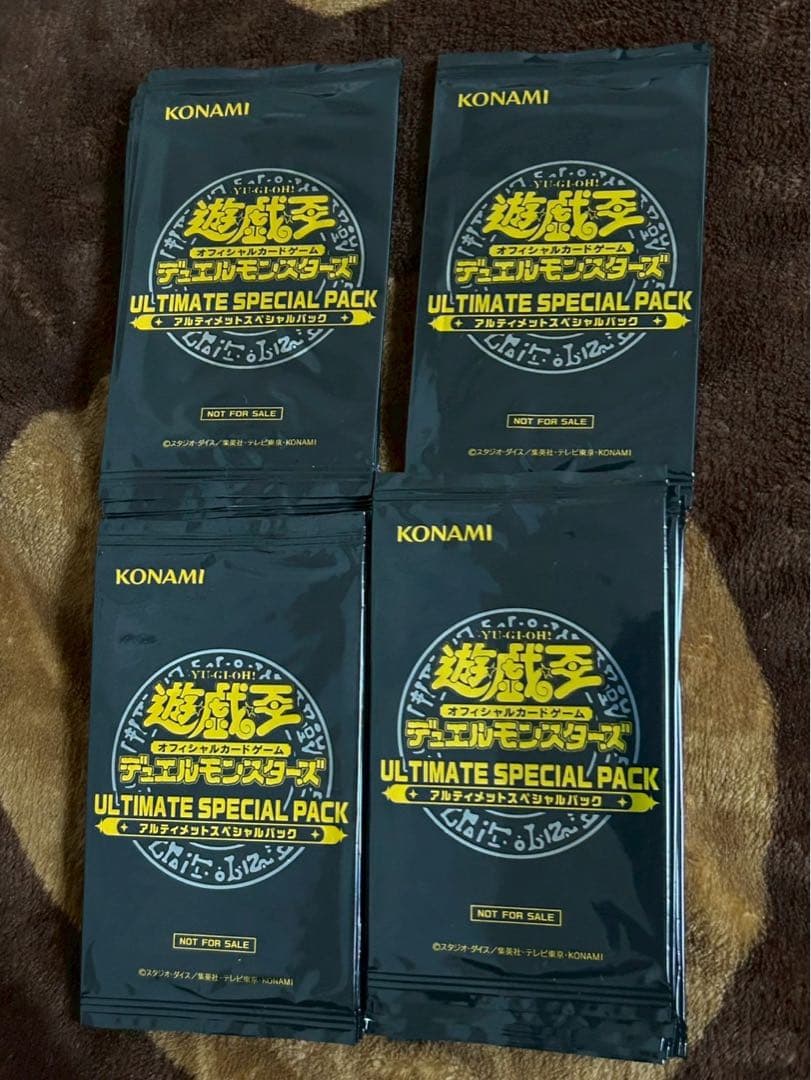 KONAMI
YU-GI-OH!
遊戯王
オフィシャルカードゲーム
デュエルモンスターズ
ULTIMATE SPECIAL PACK
アルティメットスペシャルパック
NOT FOR SALE
©スタジオ・ダイス/集英社・テレビ東京・KONAMI
KONAMI
YU-GI-OH!
遊戯王
オフィシャルカードゲーム
デュエルモンスターズ
ULTIMATE SPECIAL PACK
アルティメットスペシャルパック
NOT FOR SALE
©スタジオ・ダイス/集英社・テレビ東京・KONAMI
KONAMI
YU-GI-OH!
遊戯王
オフィシャルカードゲーム
デュエルモンスターズ
ULTIMATE SPECIAL PACK
アルティメットスペシャルパック
NOT FOR SALE
©スタジオ・ダイス/集英社・テレビ東京・KONAMI
KONAMI
YU-GI-OH!
遊戯王
オフィシャルカードゲーム
デュエルモンスターズ
ULTIMATE SPECIAL PACK
アルティメットスペシャルパック
NOT FOR SALE
©スタジオ・ダイス/集英社・テレビ東京・KONAMI